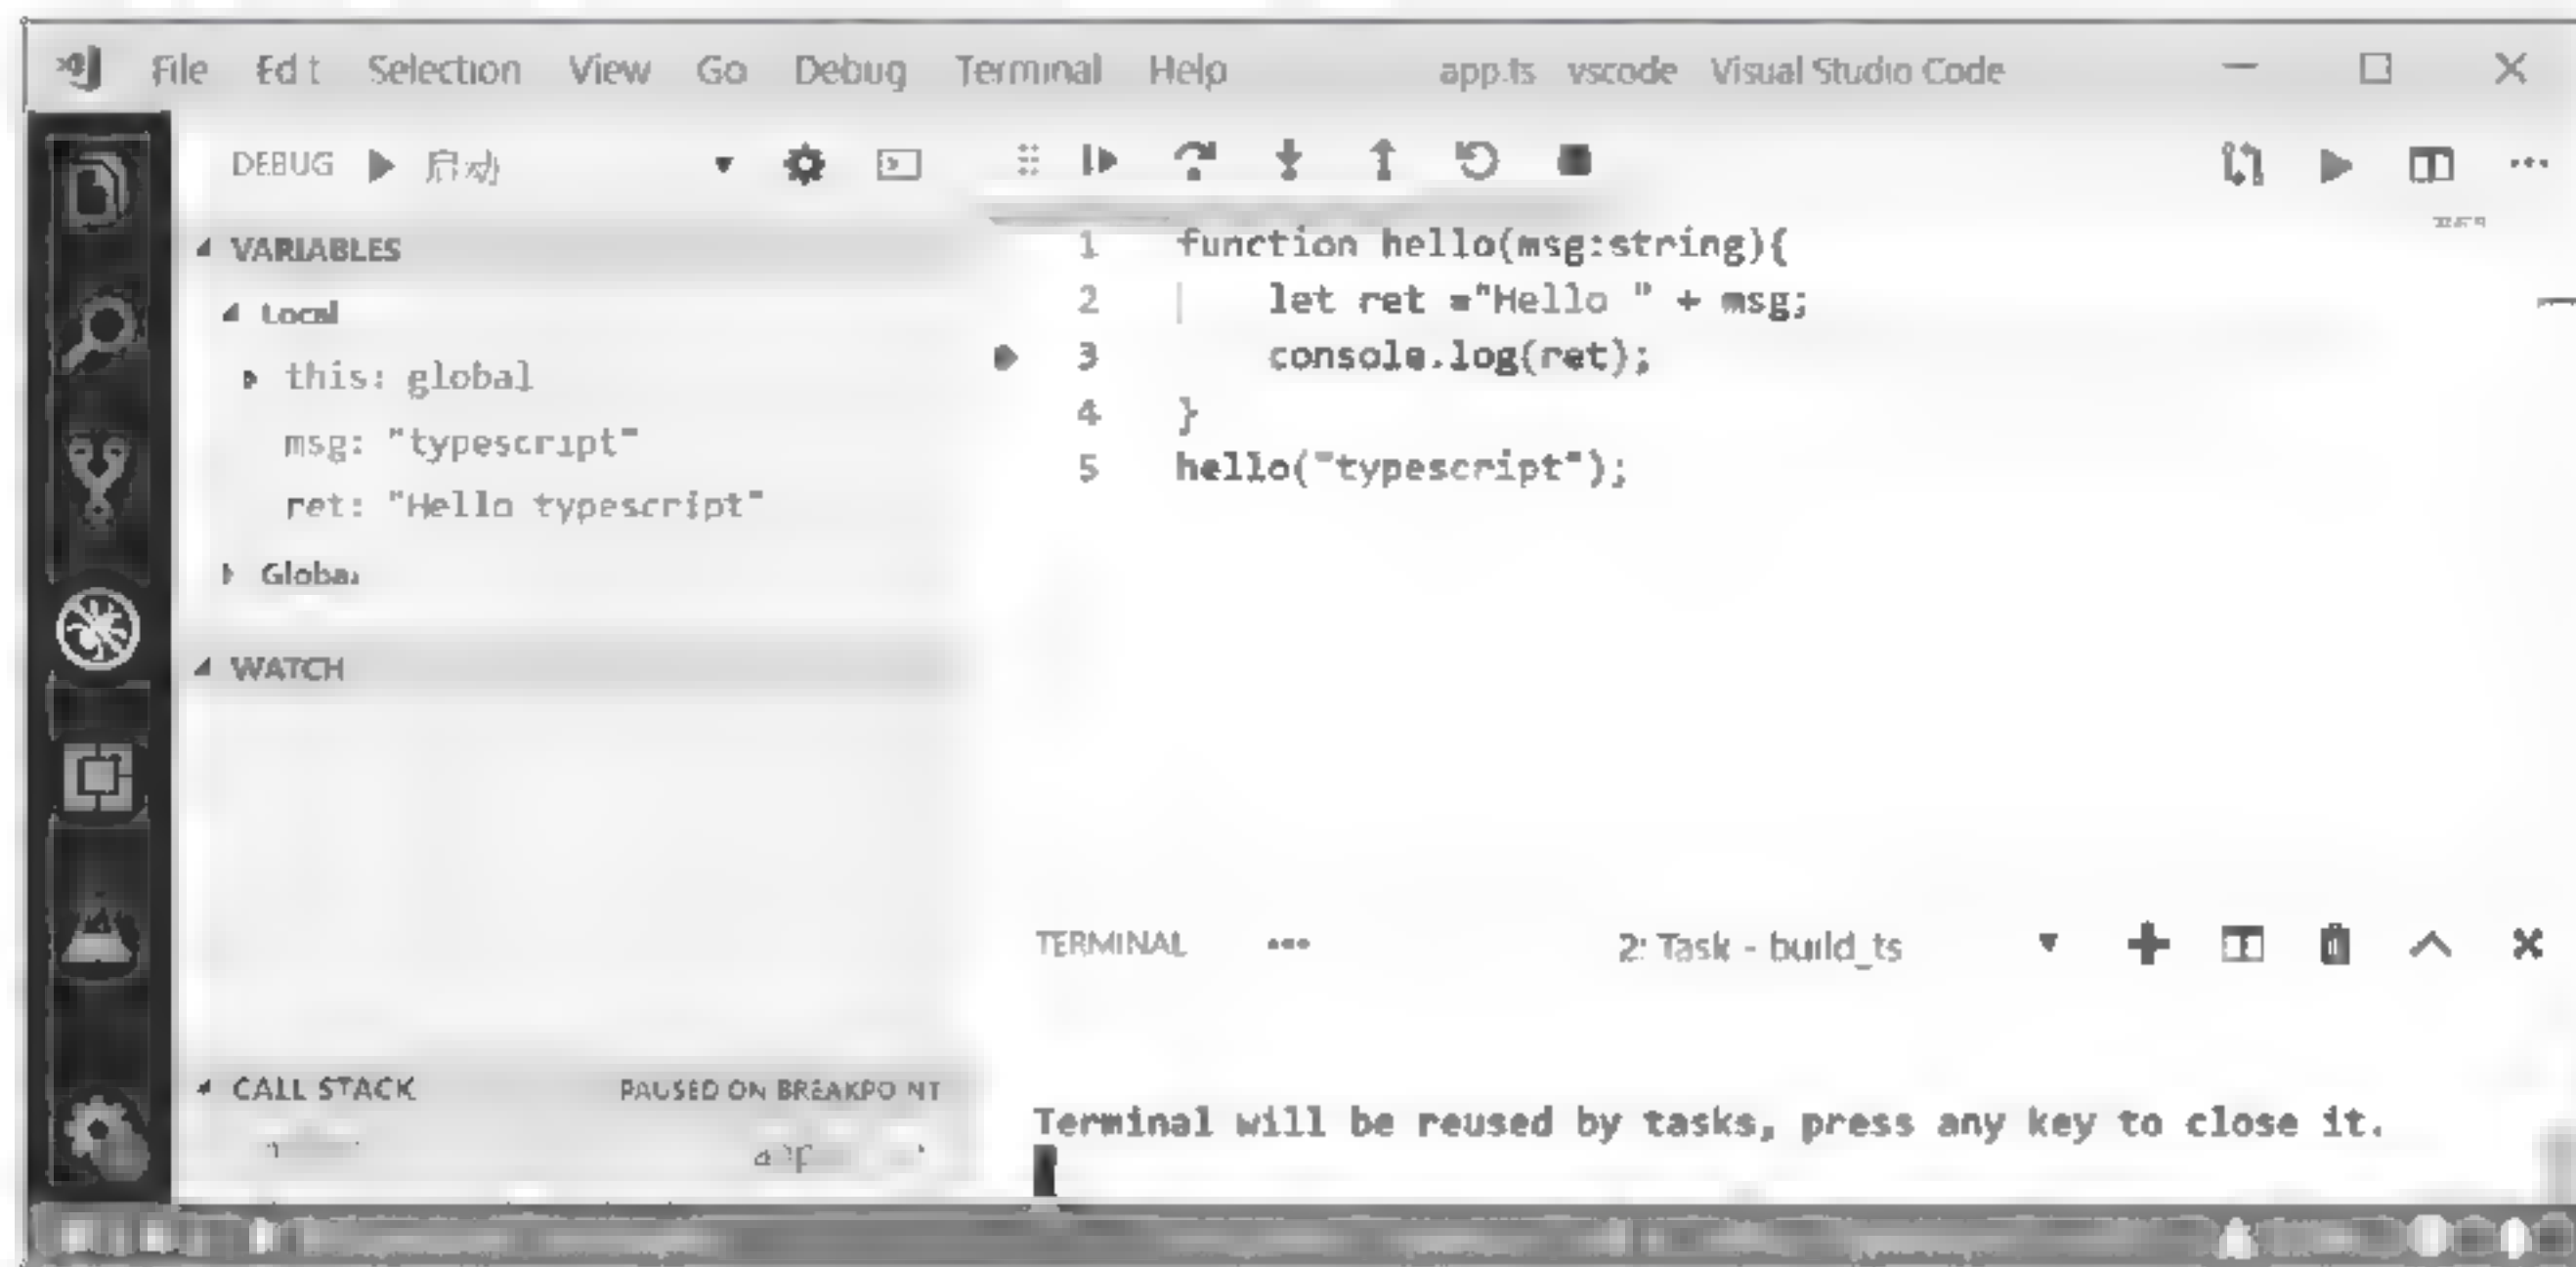 File Edit Selection View Go Debug Terminal Help app.ts vscode Visual Studio Code
DEBUG 启动
VARIABLES
Local
this: global
msg: "typescript"
ret: "Hello typescript"
Global
WATCH
CALL STACK PAUSED ON BREAKPOINT
1 function hello(msg:string){
2 let ret ="Hello " + msg;
3 console.log(ret);
4 }
5 hello("typescript");
TERMINAL ••• 2: Task - build_ts
Terminal will be reused by tasks, press any key to close it.